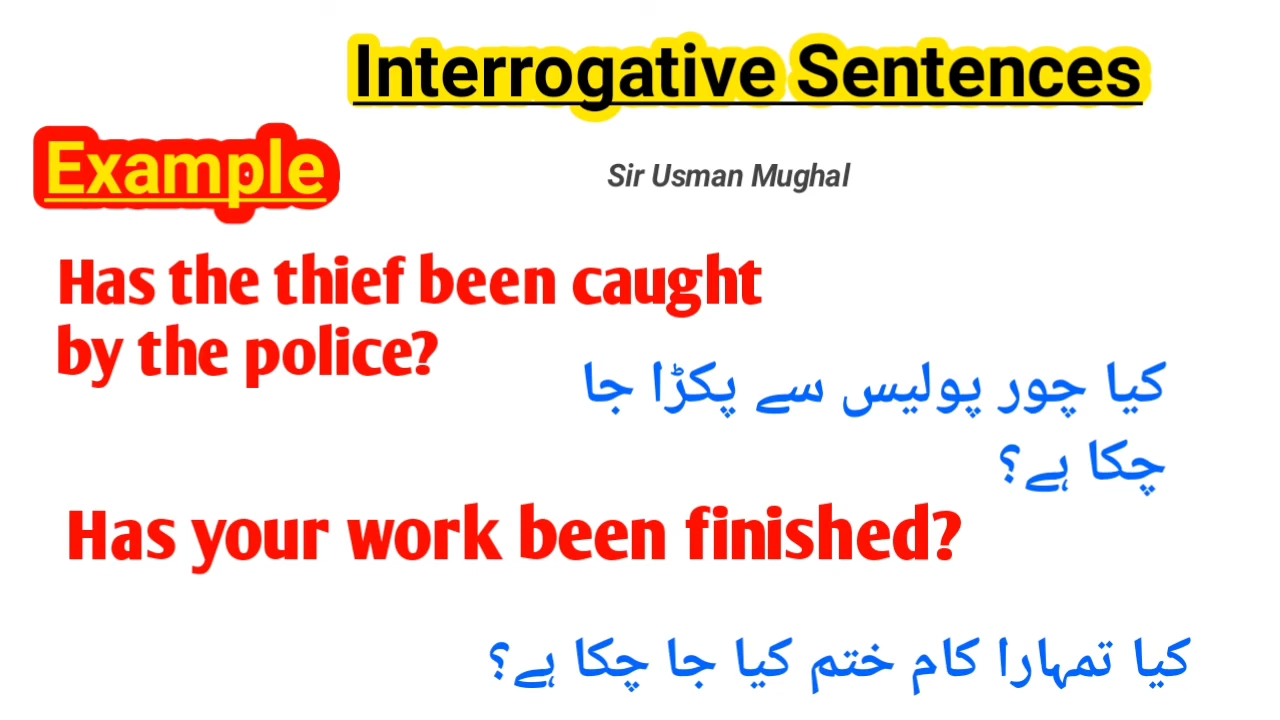 Interrogative Sentences
Example
Sir Usman Mughal
Has the thief been caught
by the police?
کیا چور پولیس سے پکڑا جا
چکا ہے؟
Has your work been finished?
کیا تمہارا کام ختم کیا جا چکا ہے؟